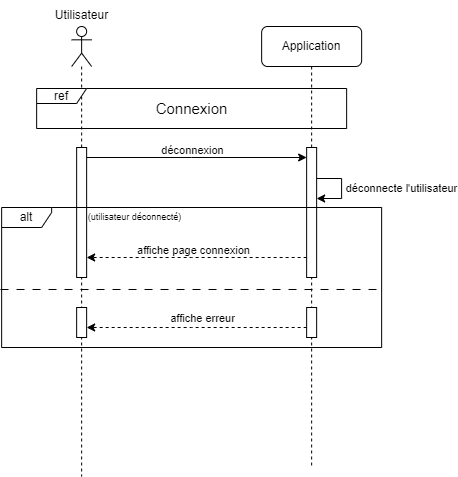 Utilisateur
Application
ref
Connexion
déconnexion
déconnecte l'utilisateur
alt
(utilisateur déconnecté)
affiche page connexion
affiche erreur